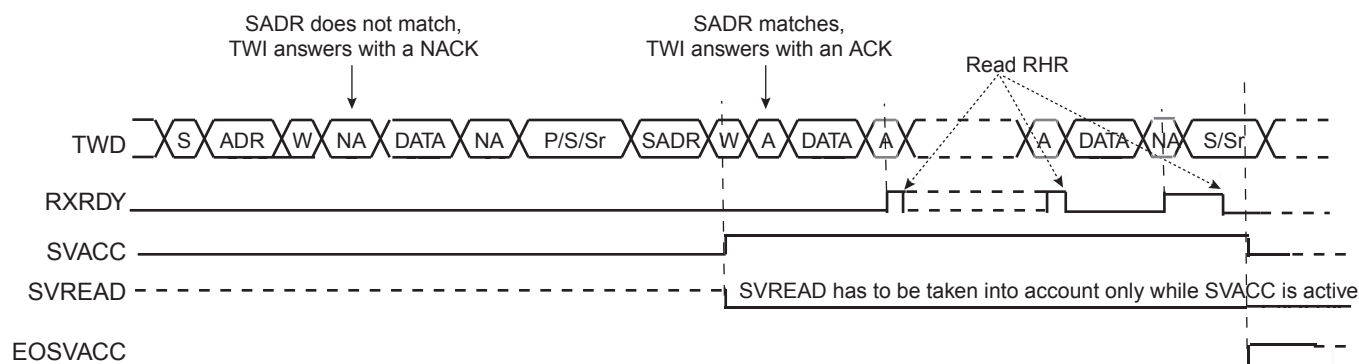 SADR does not match,
TWI answers with a NACK
SADR matches,
TWI answers with an ACK
Read RHR
TWD S ADR W NA DATA NA P/S/Sr SADR W A DATA A A DATA NA S/Sr
RXRDY
SVACC
SVREAD SVREAD has to be taken into account only while SVACC is active
EOSVACC